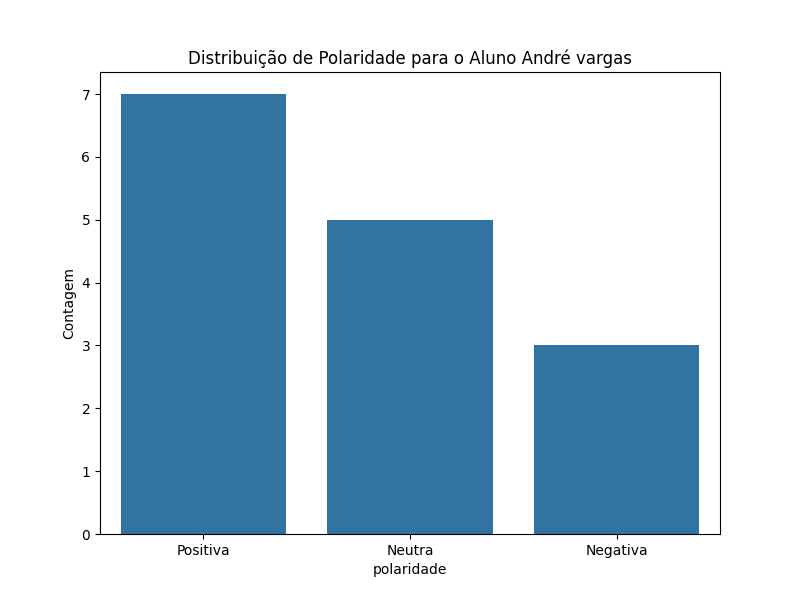 Distribuição de Polaridade para o Aluno André vargas
7
6
5
4
3
2
1
0
Contagem
Positiva Neutra Negativa
polaridade